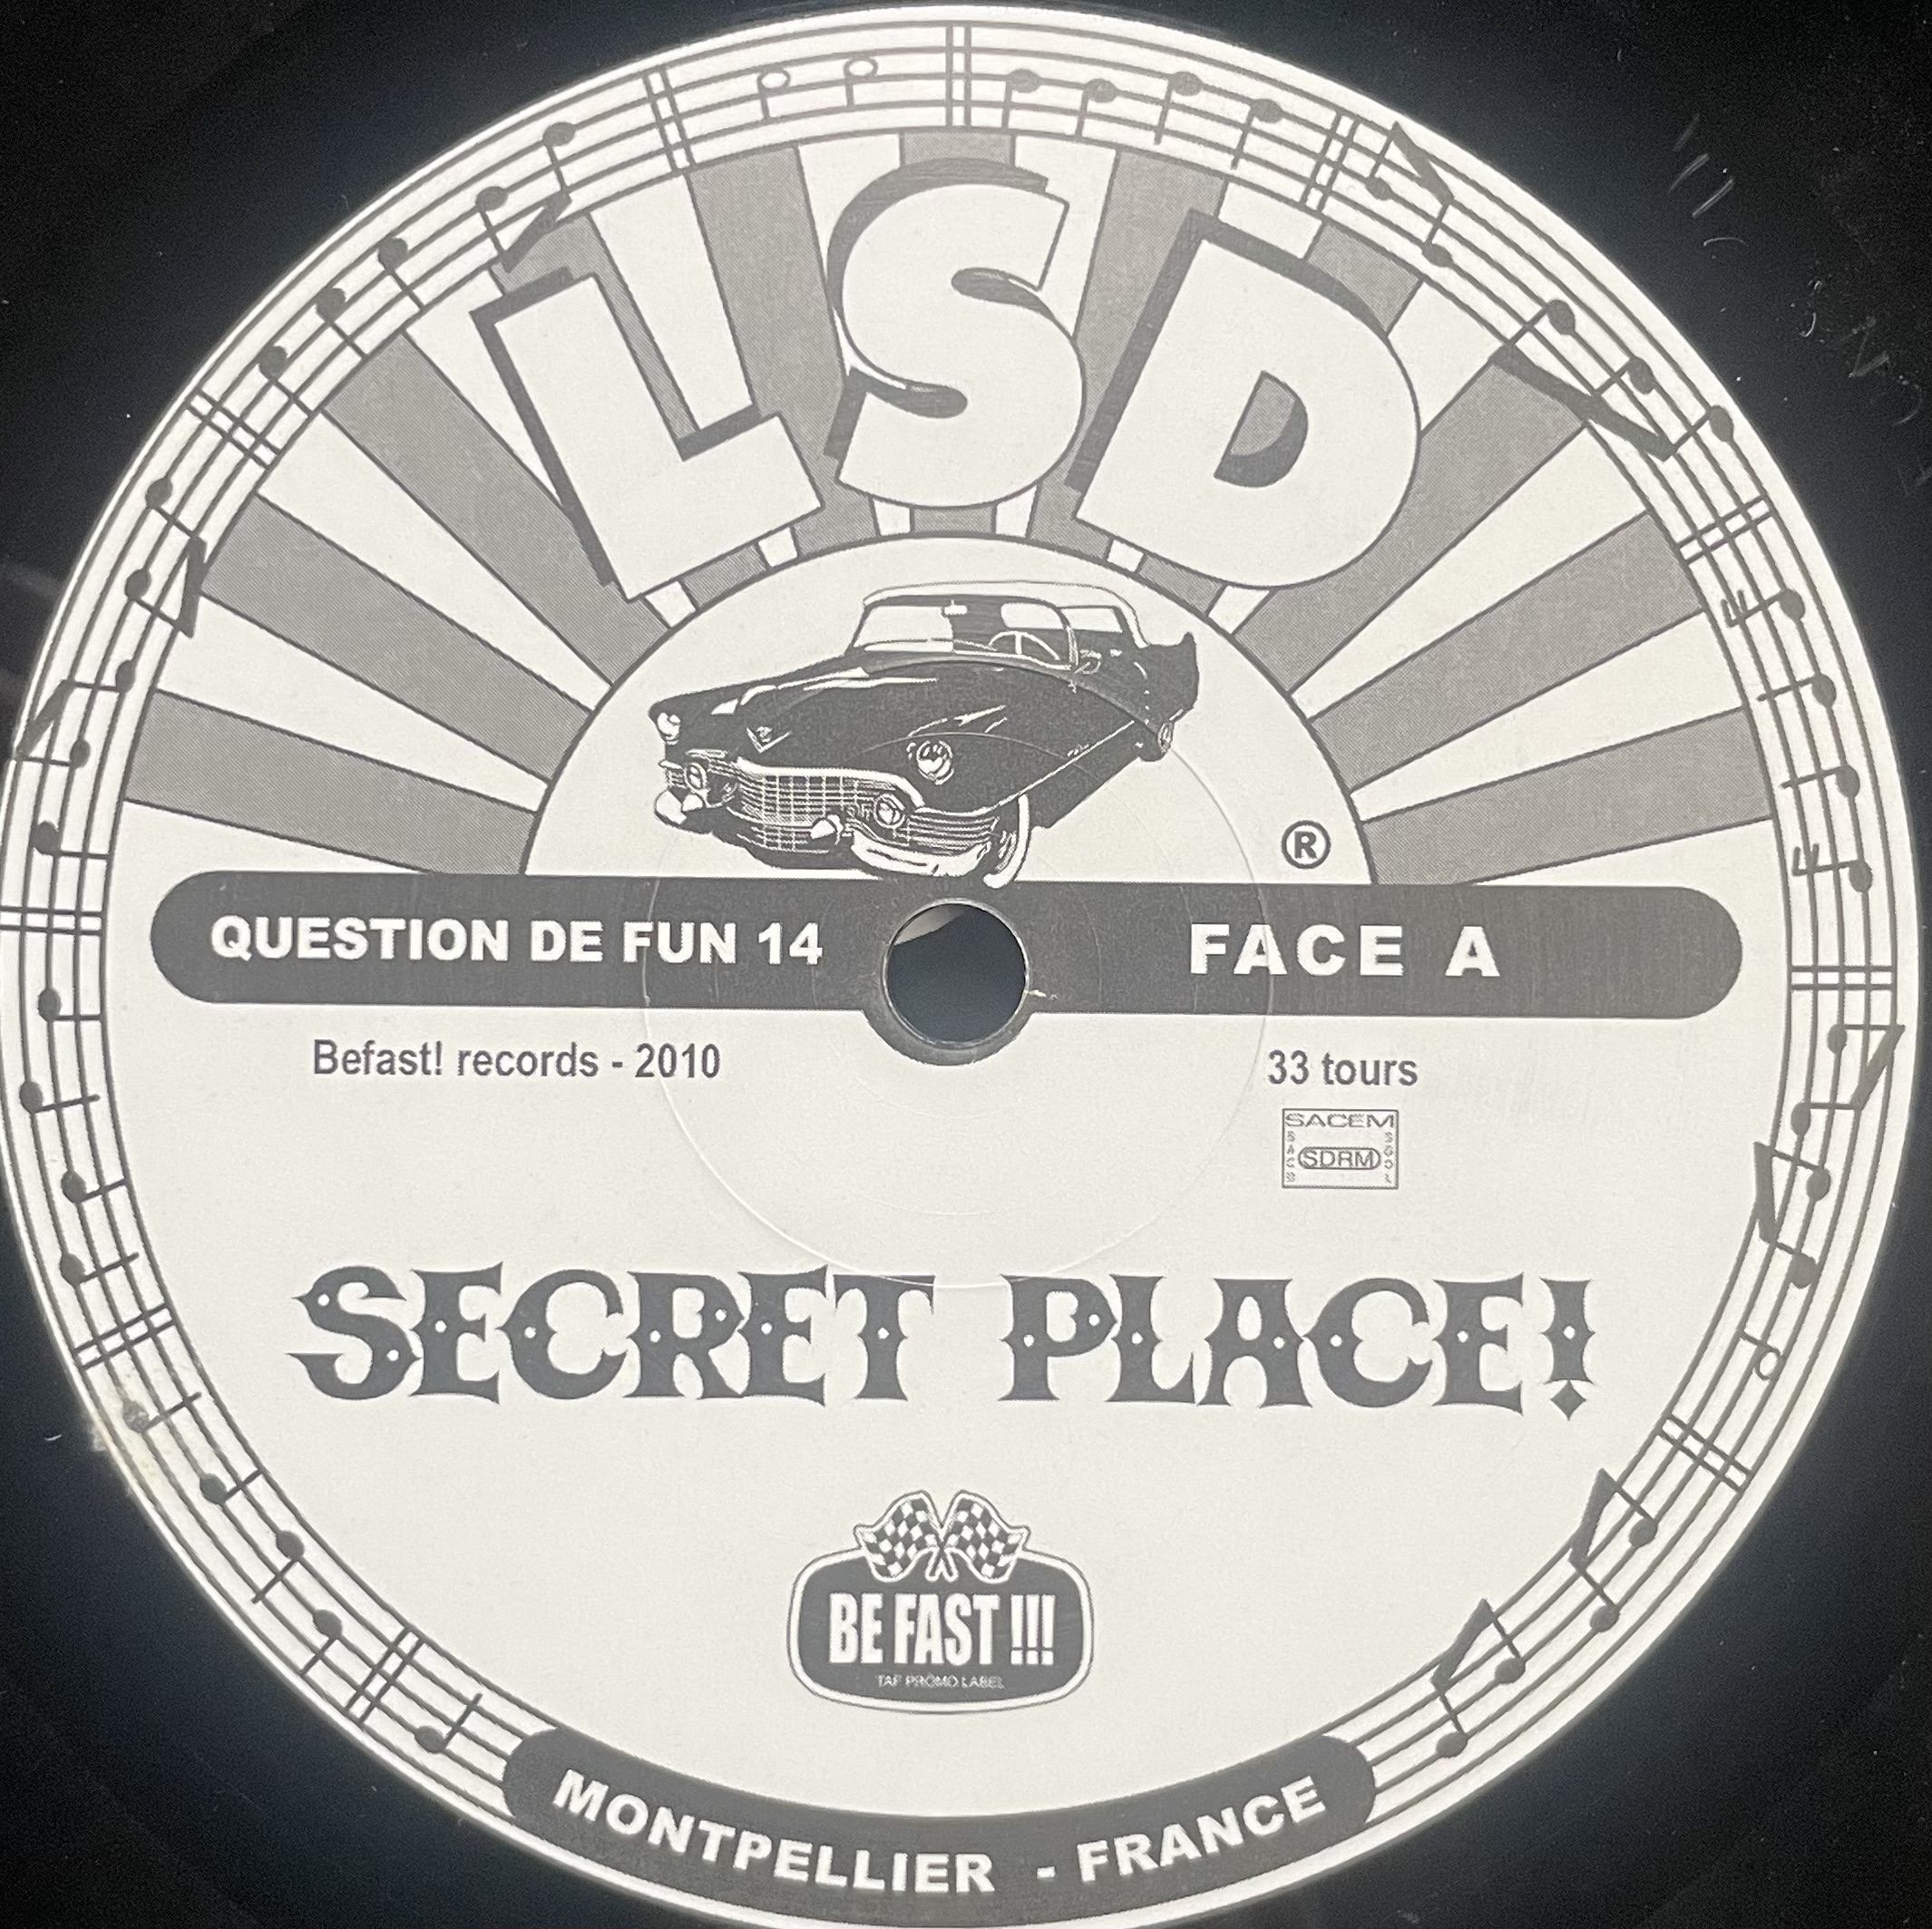 LSD
®
QUESTION DE FUN 14
FACE A
Befast! records - 2010
33 tours
SACEM
SDRM
SECRET PLACE!
BE FAST !!!
TAF PROMO LABEL
MONTPELLIER - FRANCE